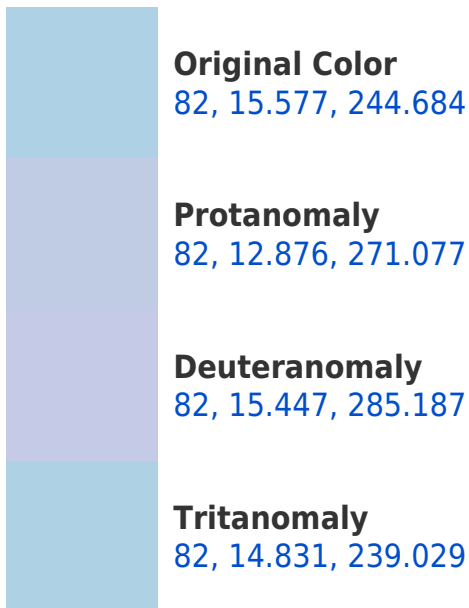 Original Color
82, 15.577, 244.684
Protanomaly
82, 12.876, 271.077
Deuteranomaly
82, 15.447, 285.187
Tritanomaly
82, 14.831, 239.029